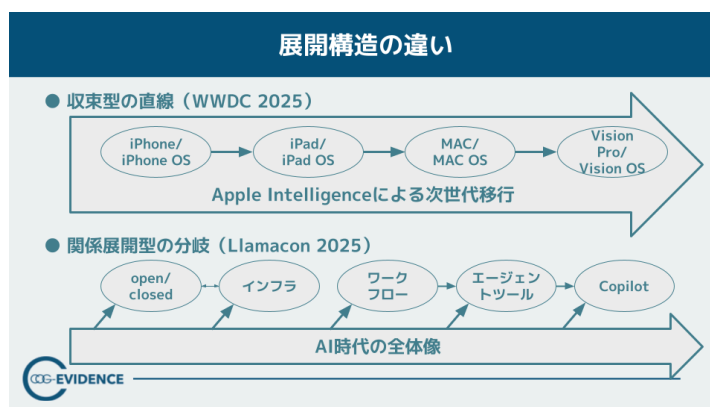 展開構造の違い
● 収束型の直線（WWDC 2025）
iPhone/
iPhone OS
iPad/
iPad OS
MAC/
MAC OS
Vision
Pro/
Vision OS
Apple Intelligenceによる次世代移行
● 関係展開型の分岐（Llamacon 2025）
open/
closed
インフラ
ワーク
フロー
エージェン
トツール
Copilot
AI時代の全体像
COG-EVIDENCE